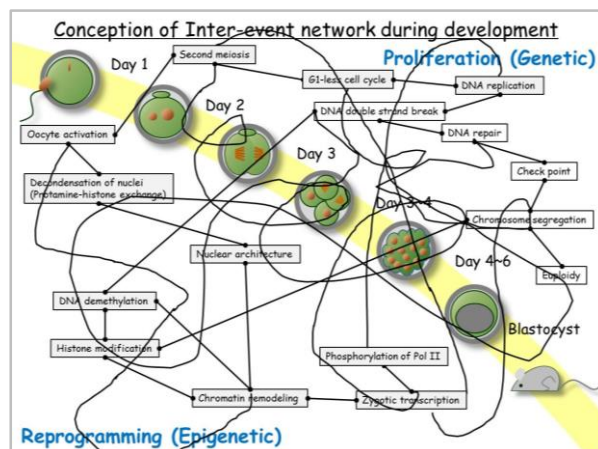 Conception of Inter-event network during development
Day 1
Second meiosis
Proliferation (Genetic)
G1-less cell cycle
DNA replication
Day 2
DNA double strand break
Oocyte activation
DNA repair
Day 3
Check point
Decondensation of nuclei
(Protamine-histone exchange)
Day 3~4
Chromosome segregation
Nuclear architecture
Day 4~6
Euploidy
DNA demethylation
Blastocyst
Histone modification
Phosphorylation of Pol II
Chromatin remodeling
Zygotic transcription
Reprogramming (Epigenetic)